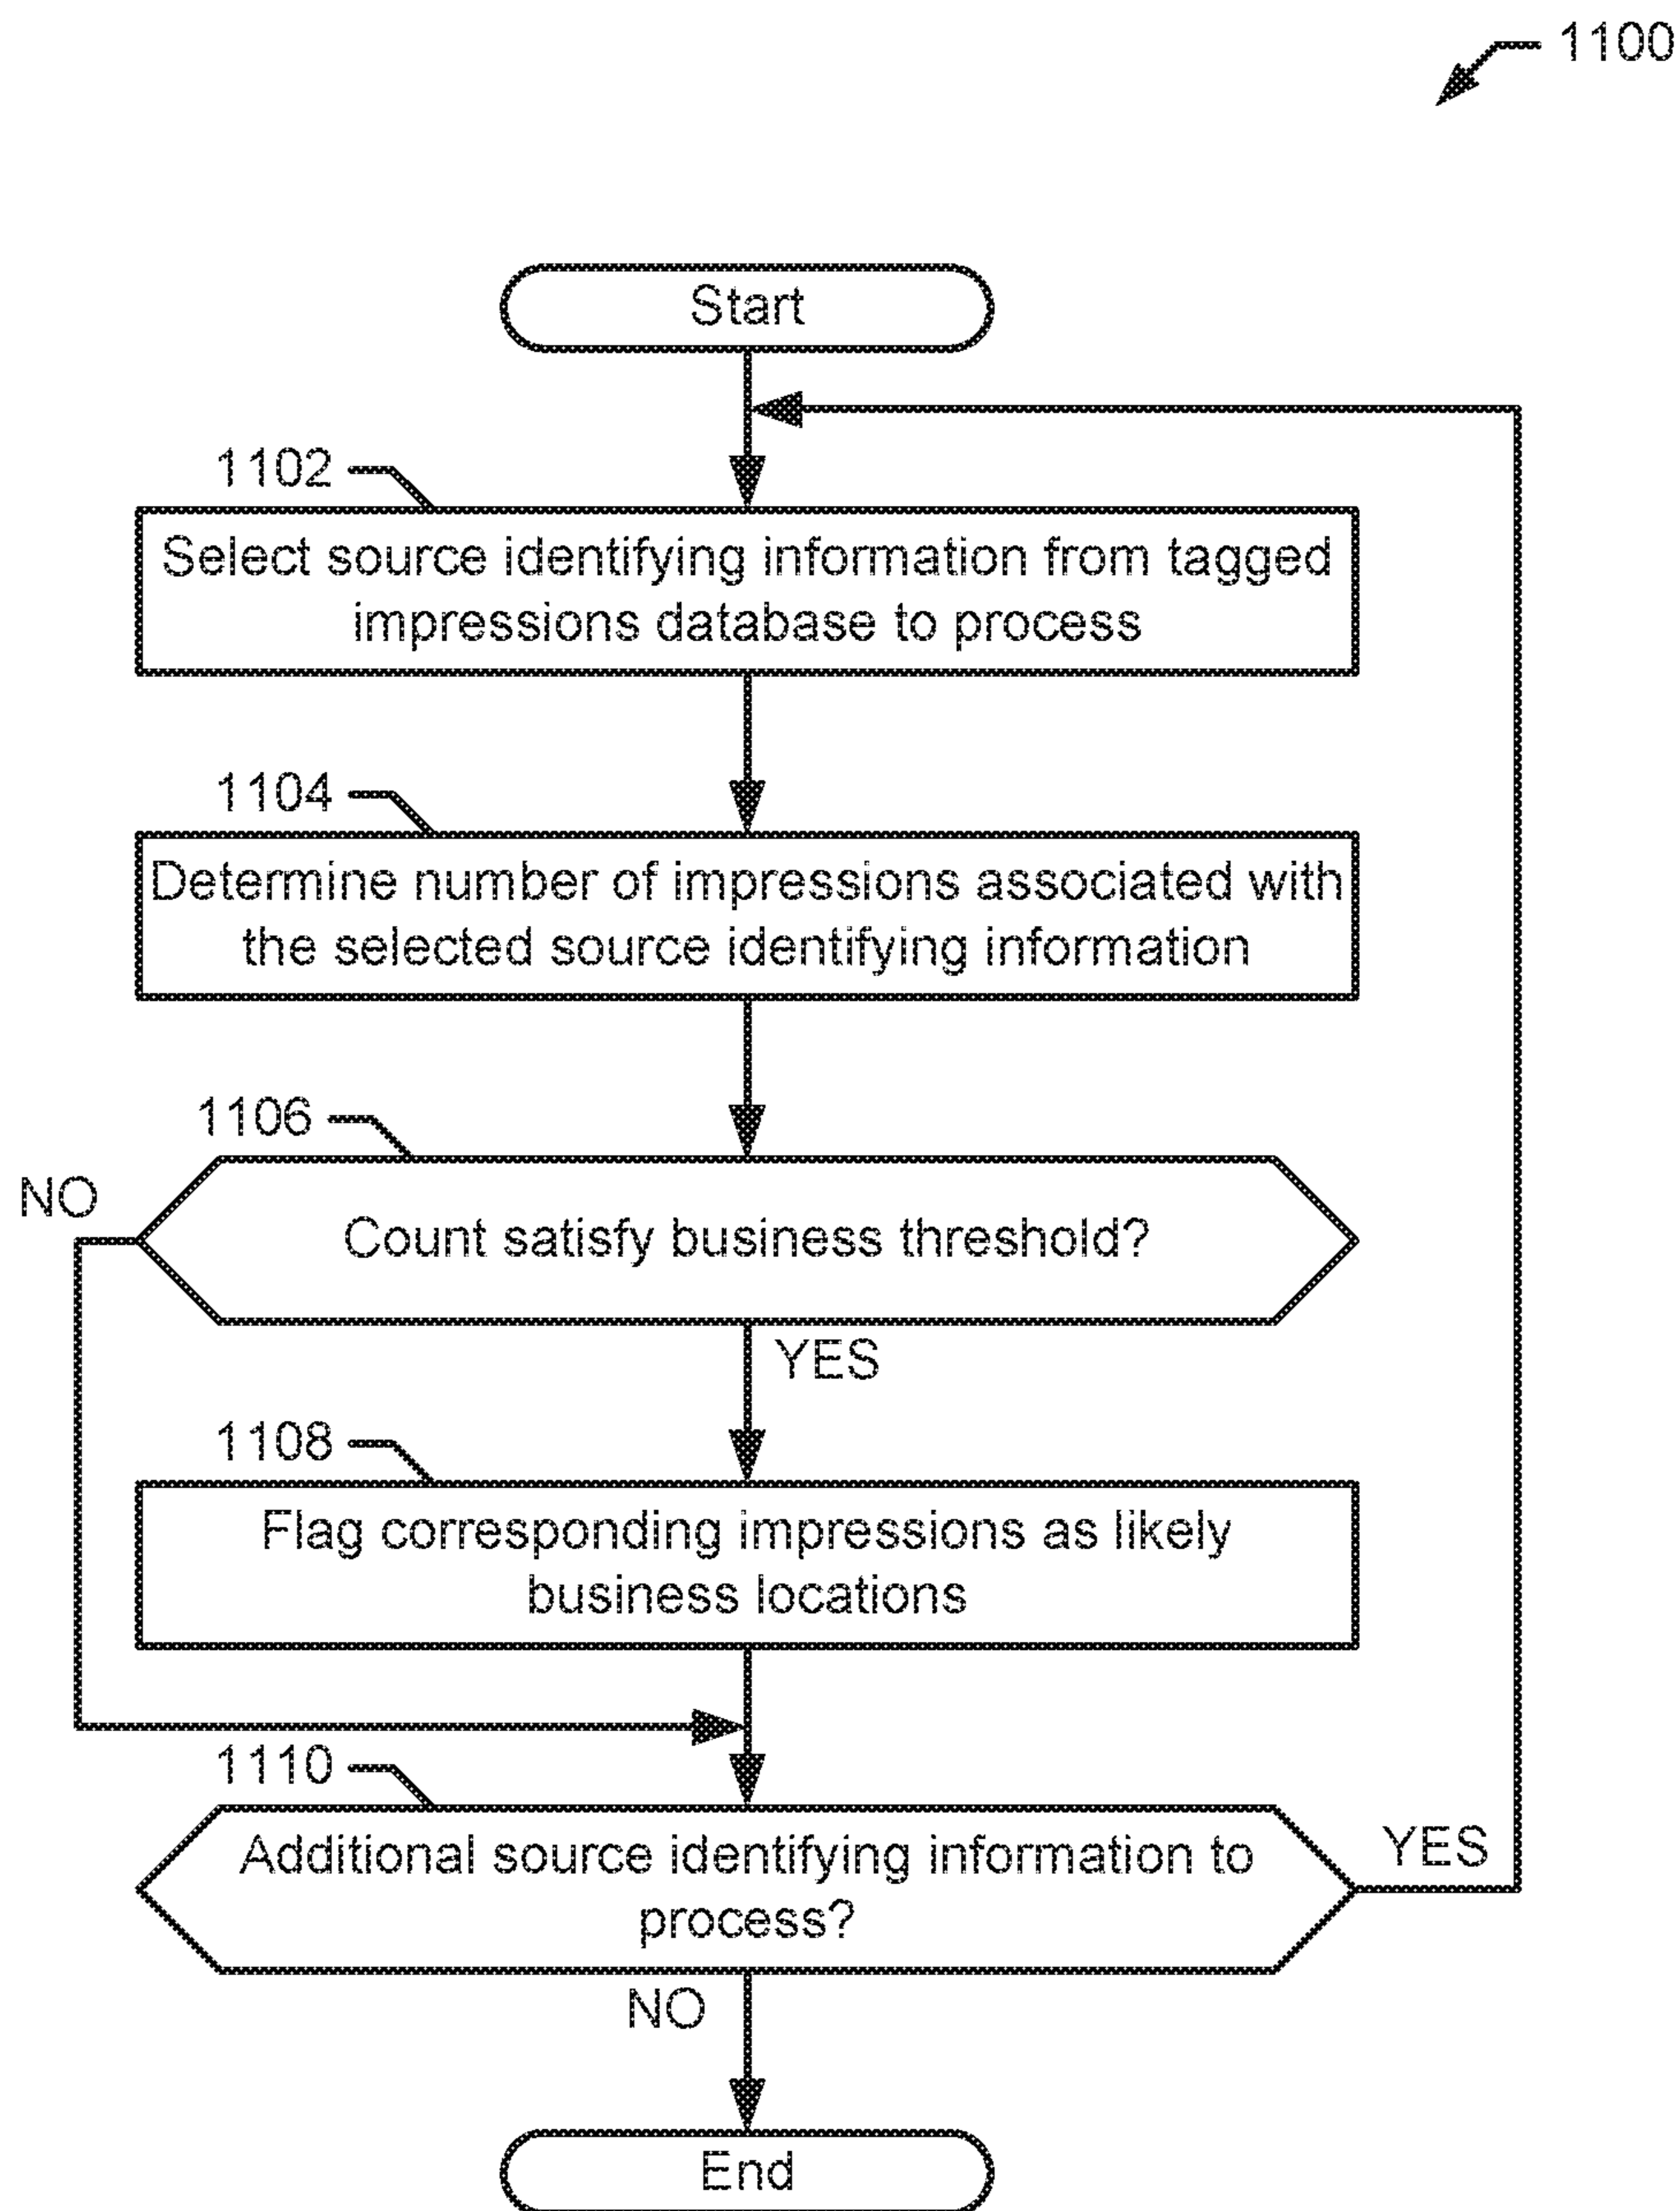 1100
Start
1102
Select source identifying information from tagged
impressions database to process
1104
Determine number of impressions associated with
the selected source identifying information
1106
NO
Count satisfy business threshold?
YES
1108
Flag corresponding impressions as likely
business locations
1110
Additional source identifying information to
process?
YES
NO
End